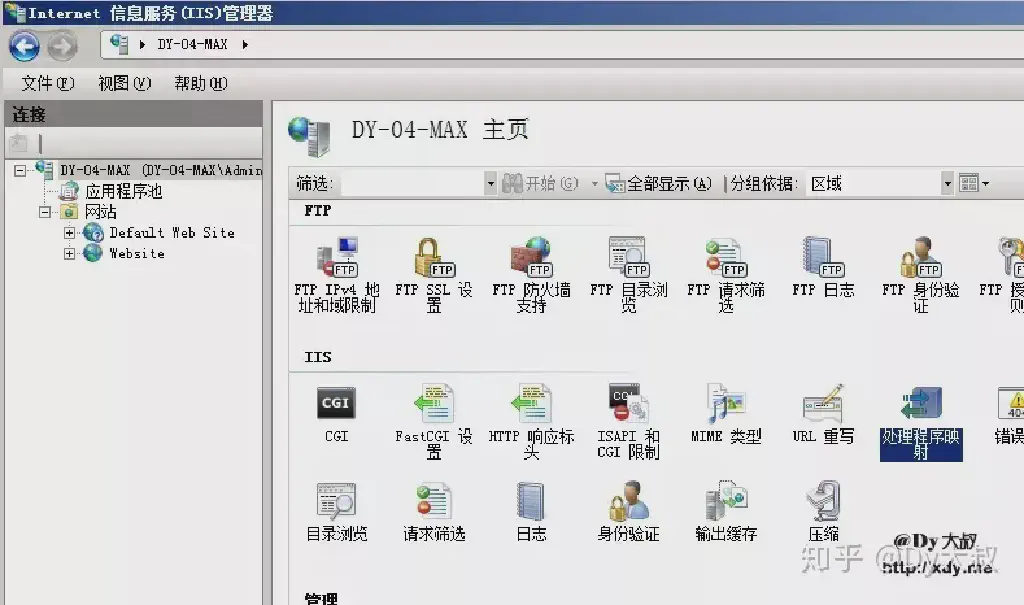 Internet 信息服务(IIS)管理器
DY-04-MAX
文件(F) 视图(V) 帮助(H)
连接
DY-04-MAX (DY-04-MAX\Admin
应用程序池
网站
Default Web Site
Website
DY-04-MAX 主页
筛选: 开始(G) 全部显示(A) 分组依据: 区域
FTP
FTP IPv4 地址和域限制
FTP SSL 设置
FTP 防火墙支持
FTP 目录浏览
FTP 请求筛选
FTP 日志
FTP 身份验证
FTP 授
则
IIS
CGI
FastCGI 设置
HTTP 响应标头
ISAPI 和 CGI 限制
MIME 类型
URL 重写
处理程序映射
错误
目录浏览
请求筛选
日志
身份验证
输出缓存
压缩
管理
@Dy大叔
http://xdy.me
知乎 @Dy大叔